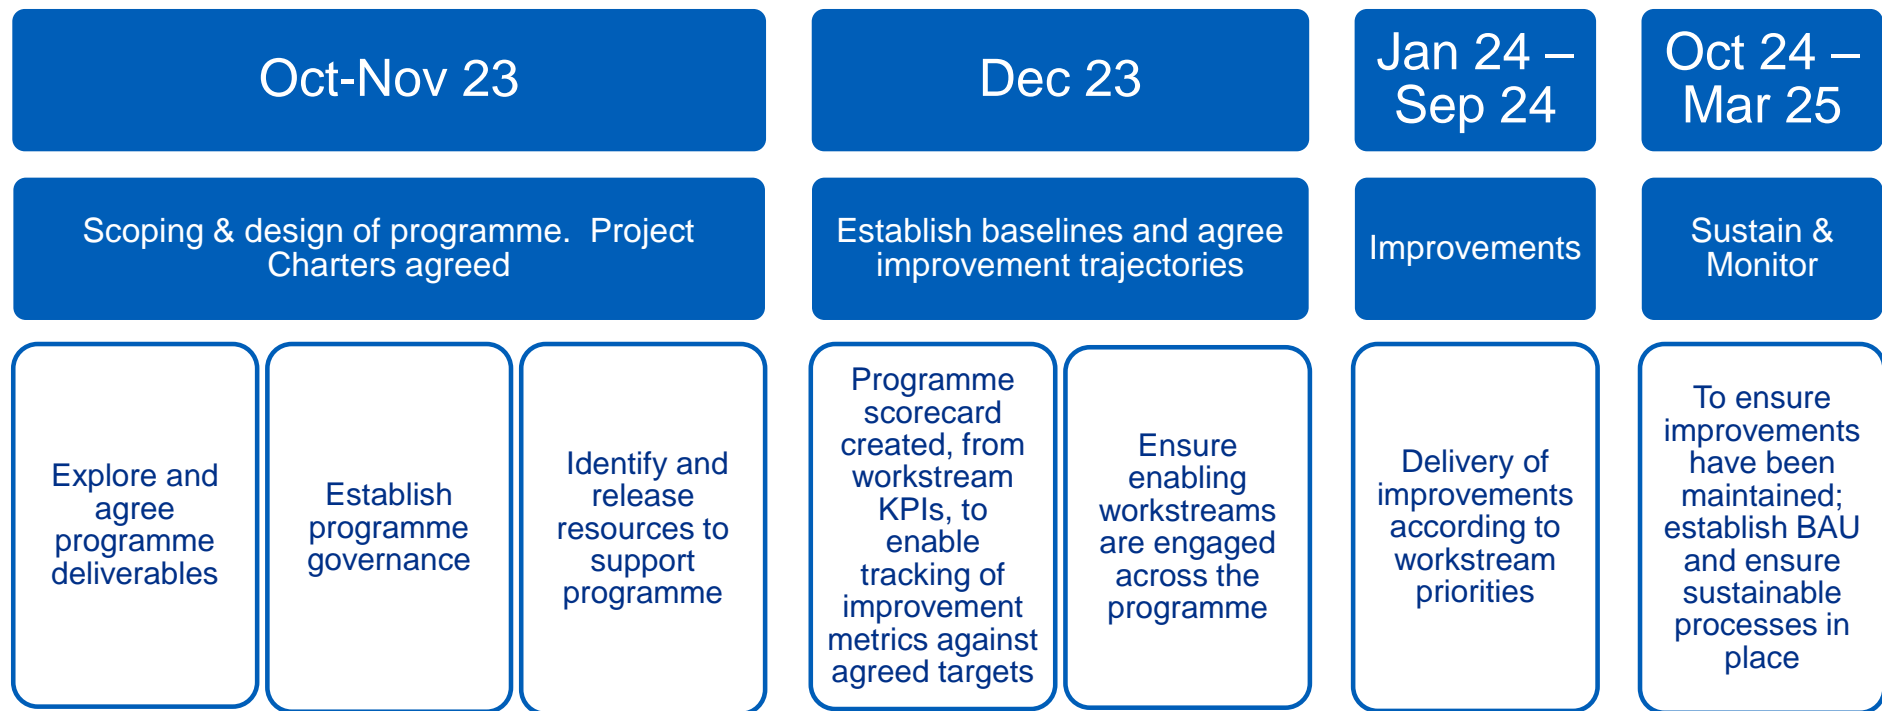 Oct-Nov 23
Dec 23
Jan 24 –
Sep 24
Oct 24 –
Mar 25
Scoping & design of programme.  Project
Charters agreed
Establish baselines and agree
improvement trajectories
Improvements
Sustain &
Monitor
Explore and
agree
programme
deliverables
Establish
programme
governance
Identify and
release
resources to
support
programme
Programme
scorecard
created, from
workstream
KPIs, to
enable
tracking of
improvement
metrics against
agreed targets
Ensure
enabling
workstreams
are engaged
across the
programme
Delivery of
improvements
according to
workstream
priorities
To ensure
improvements
have been
maintained;
establish BAU
and ensure
sustainable
processes in
place